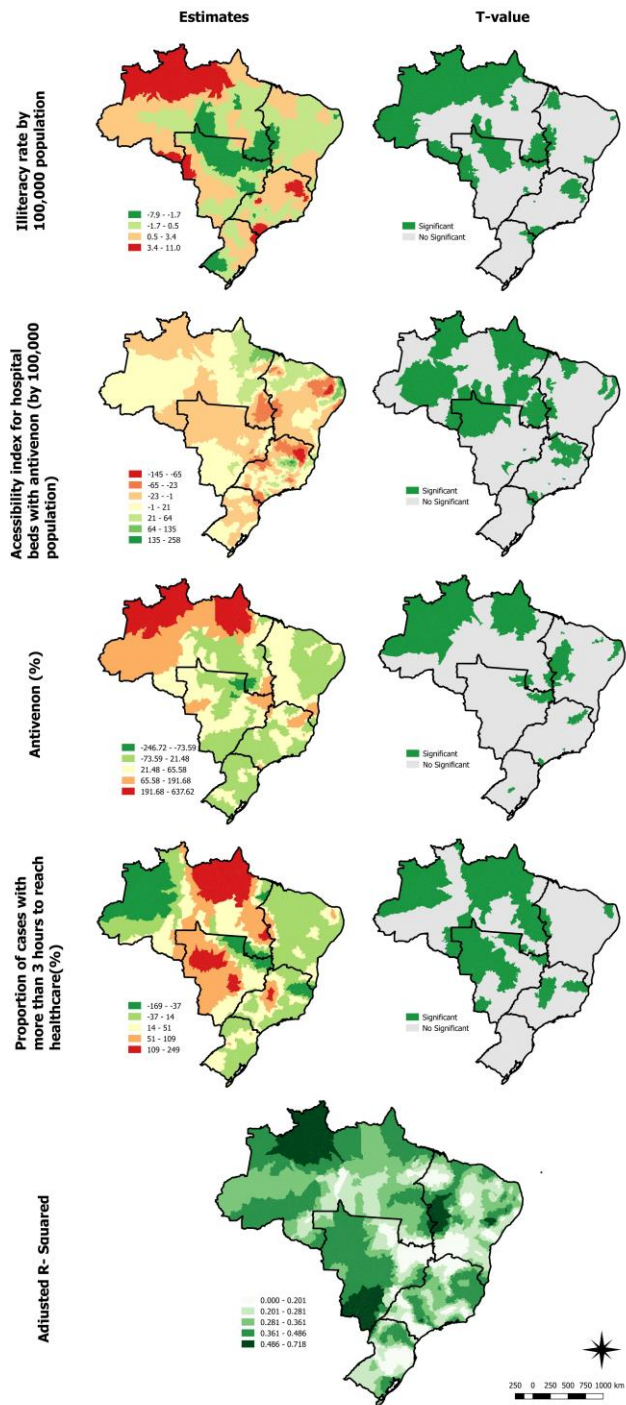 Estimates
T-value
Illiteracy rate by
100,000 population
-7.9 - -1.7
-1.7 - 0.5
0.5 - 3.4
3.4 - 11.0
Significant
No Significant
Acessibility index for hospital
beds with antivenon (by 100,000
population)
-145 - -65
-65 - -23
-23 - -1
-1 - 21
21 - 64
64 - 135
135 - 258
Significant
No Significant
Antivenon (%)
-246.72 - -73.59
-73.59 - 21.48
21.48 - 65.58
65.58 - 191.68
191.68 - 637.62
Significant
No Significant
Proportion of cases with
more than 3 hours to reach
healthcare(%)
-169 - -37
-37 - 14
14 - 51
51 - 109
109 - 249
Significant
No Significant
Adjusted R- Squared
0.000 - 0.201
0.201 - 0.281
0.281 - 0.361
0.361 - 0.486
0.486 - 0.718
250 0 250 500 750 1000 km